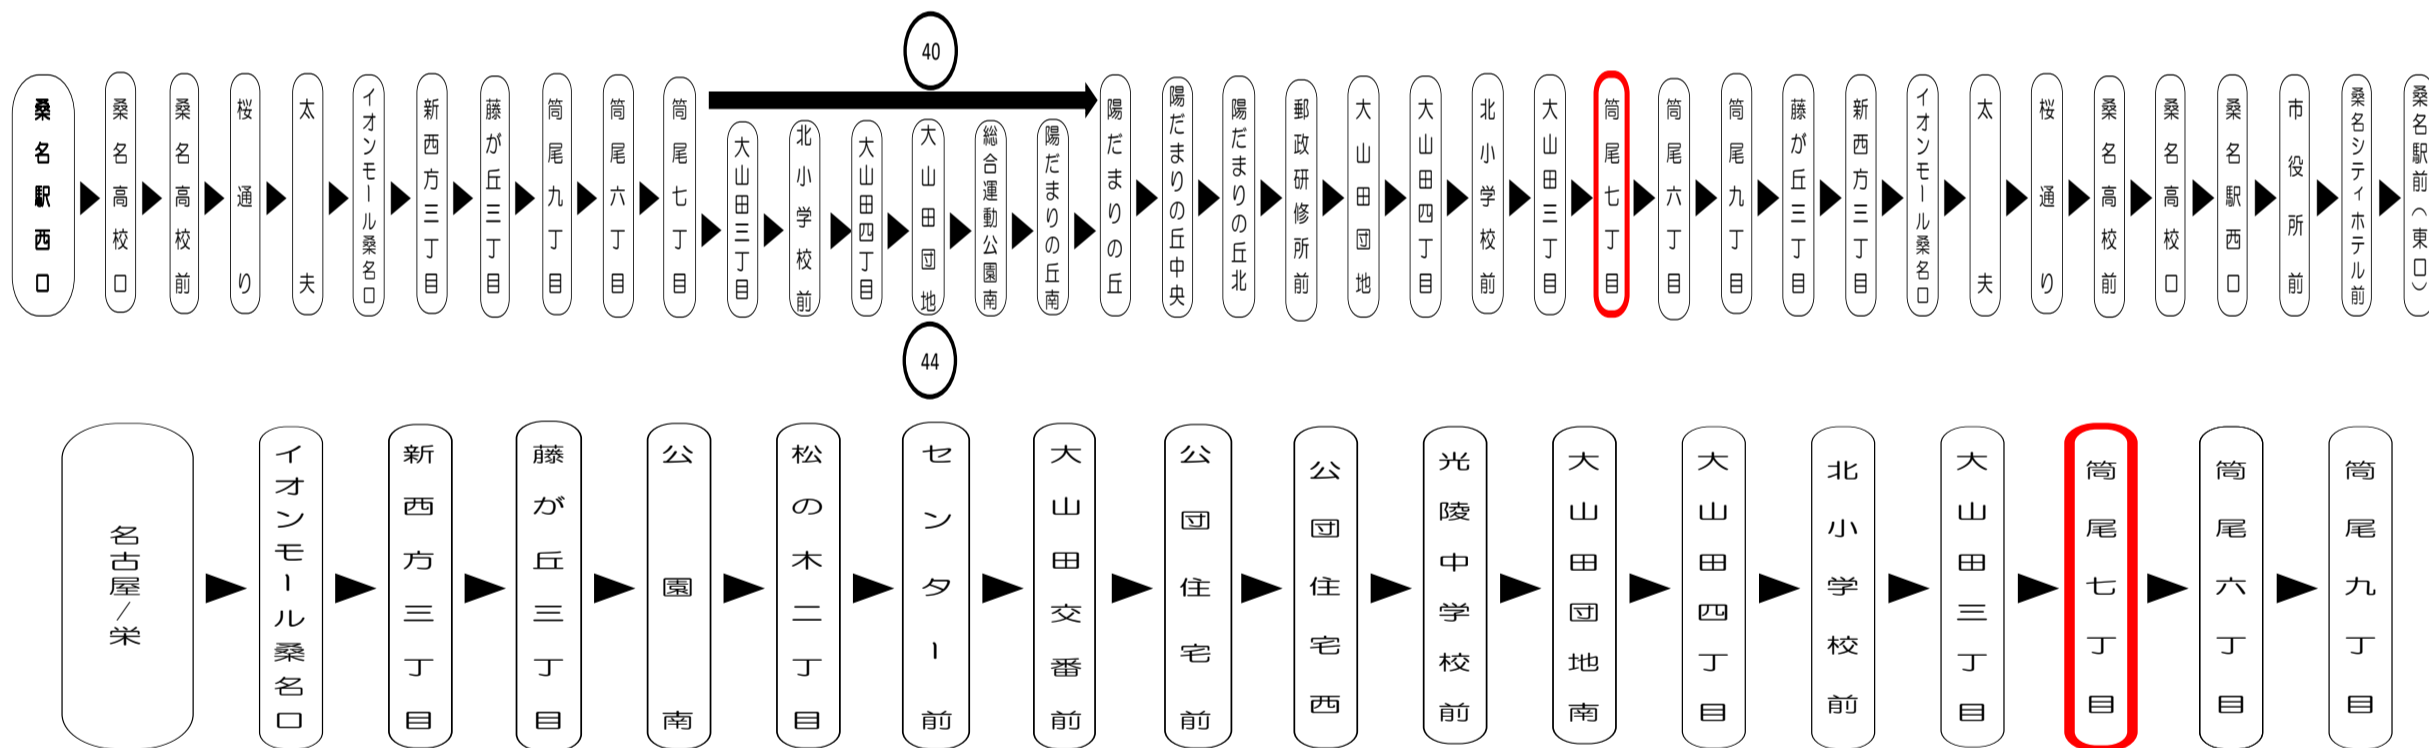 40
桑名駅西口
桑名高校口
桑名高校前
桜通り
太夫
イオンモール桑名口
新西方三丁目
藤が丘三丁目
筒尾九丁目
筒尾六丁目
筒尾七丁目
大山田三丁目
北小学校前
大山田四丁目
大山田団地
総合運動公園南
陽だまりの丘南
陽だまりの丘
陽だまりの丘中央
陽だまりの丘北
郵政研修所前
大山田団地
大山田四丁目
北小学校前
大山田三丁目
筒尾七丁目
筒尾六丁目
筒尾九丁目
藤が丘三丁目
新西方三丁目
イオンモール桑名口
太夫
桜通り
桑名高校前
桑名高校口
桑名駅西口
市役所前
桑名シティホテル前
桑名駅前(東口)
44
名古屋/栄
イオンモール桑名口
新西方三丁目
藤が丘三丁目
公園南
松の木二丁目
センター前
大山田交番前
公団住宅前
公団住宅西
光陵中学校前
大山田団地南
大山田四丁目
北小学校前
大山田三丁目
筒尾七丁目
筒尾六丁目
筒尾九丁目